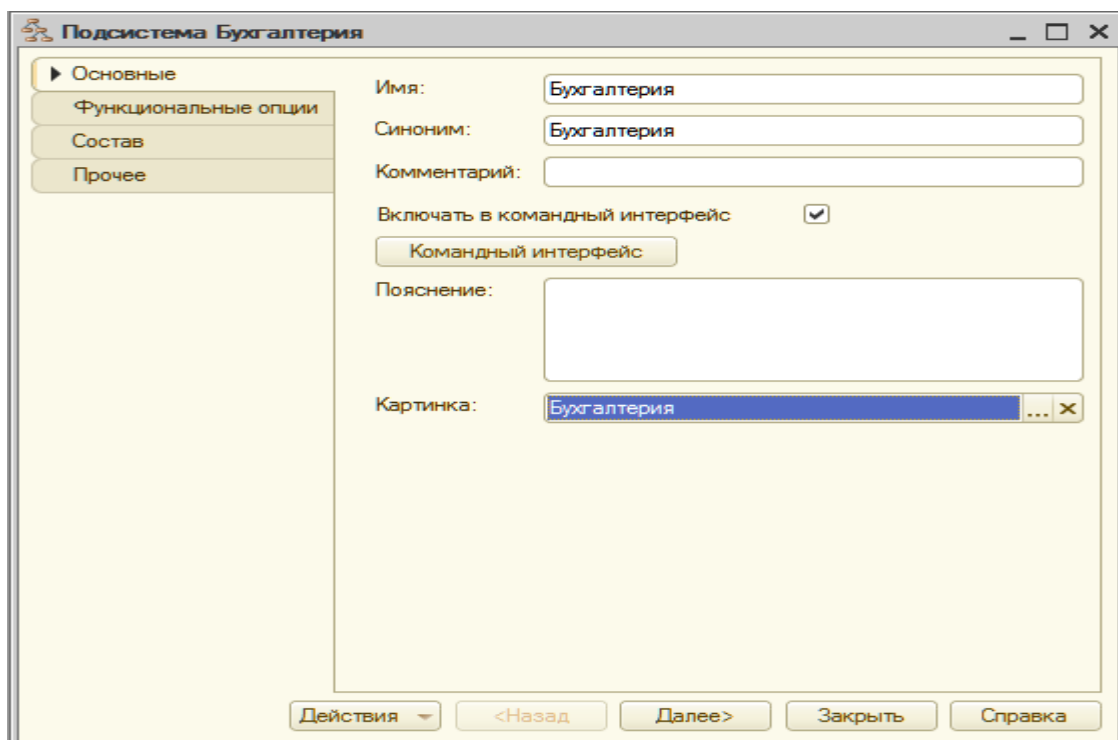 Подсистема Бухгалтерия
Основные
Функциональные опции
Состав
Прочее
Имя: Бухгалтерия
Синоним: Бухгалтерия
Комментарий:
Включать в командный интерфейс
Командный интерфейс
Пояснение:
Картинка: Бухгалтерия ...
Действия <Назад Далее> Закрыть Справка